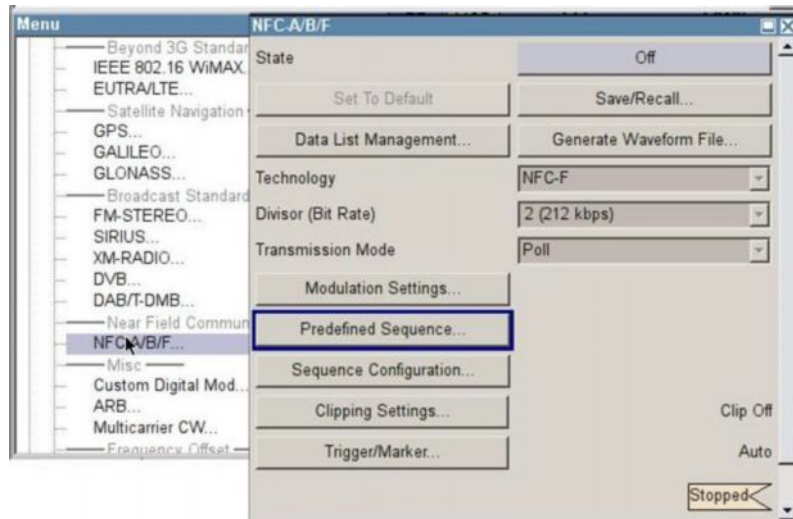 Menu
Beyond 3G Standar
IEEE 802.16 WiMAX.
EUTRA/LTE...
Satellite Navigation
GPS...
GALILEO...
GLONASS...
Broadcast Standard
FM-STEREO...
SIRIUS...
XM-RADIO...
DVB...
DAB/T-DMB...
Near Field Commun
NFC-A/B/F...
Misc
Custom Digital Mod...
ARB...
Multicarrier CW...
Frequency Offset
NFC-A/B/F
State Off
Set To Default Save/Recall...
Data List Management... Generate Waveform File...
Technology NFC-F
Divisor (Bit Rate) 2 (212 kbps)
Transmission Mode Poll
Modulation Settings...
Predefined Sequence...
Sequence Configuration...
Clipping Settings... Clip Off
Trigger/Marker... Auto
Stopped